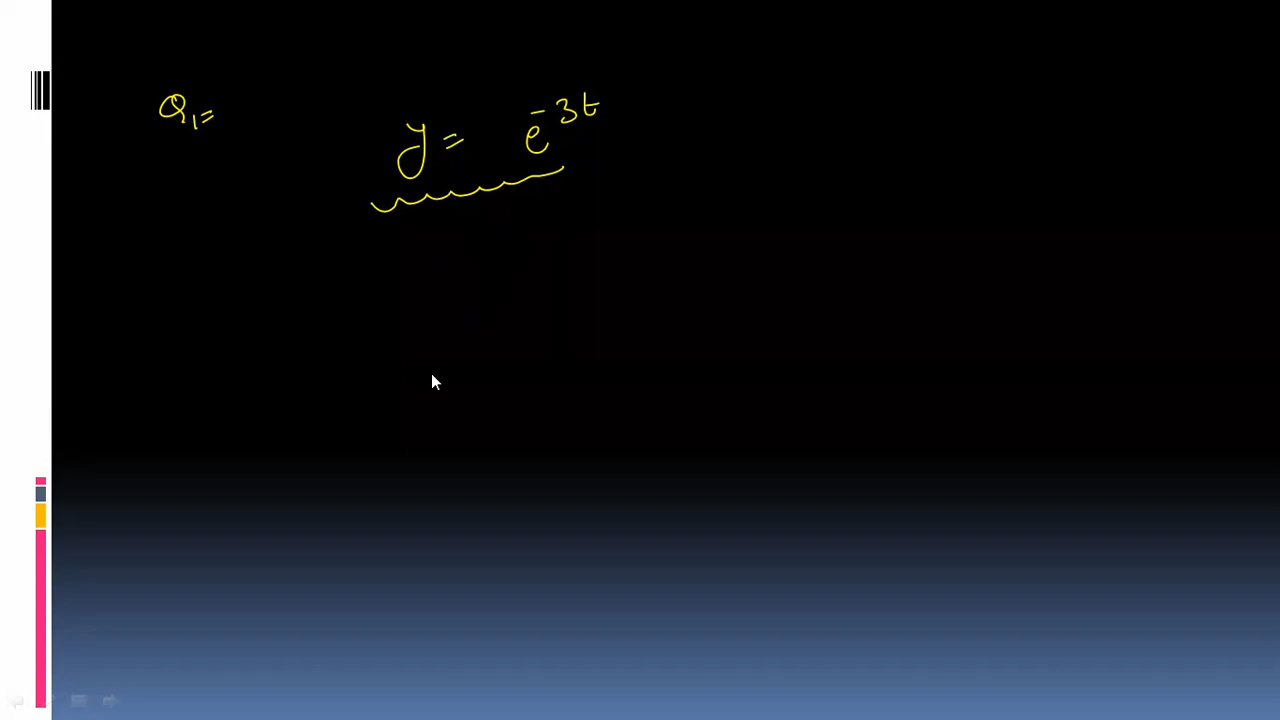 Q1=
y = e^-3t